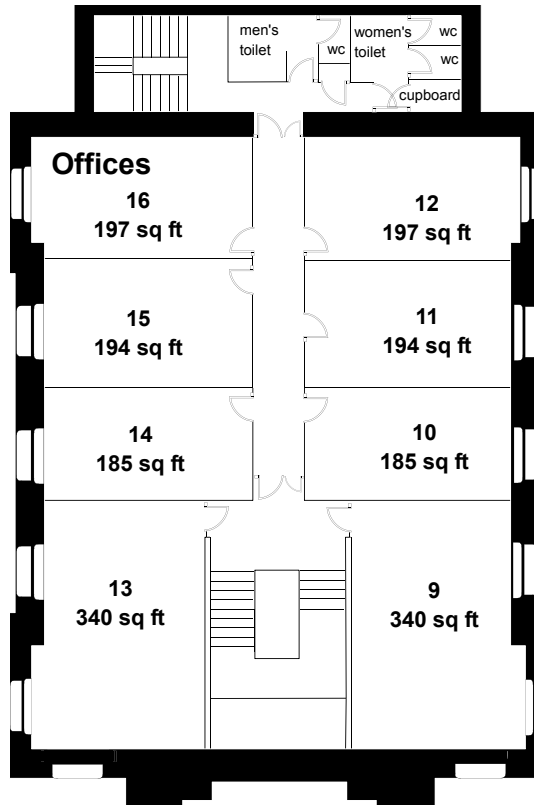 men's
toilet
wc
women's
toilet
wc
wc
cupboard
Offices
16
197 sq ft
12
197 sq ft
15
194 sq ft
11
194 sq ft
14
185 sq ft
10
185 sq ft
13
340 sq ft
9
340 sq ft